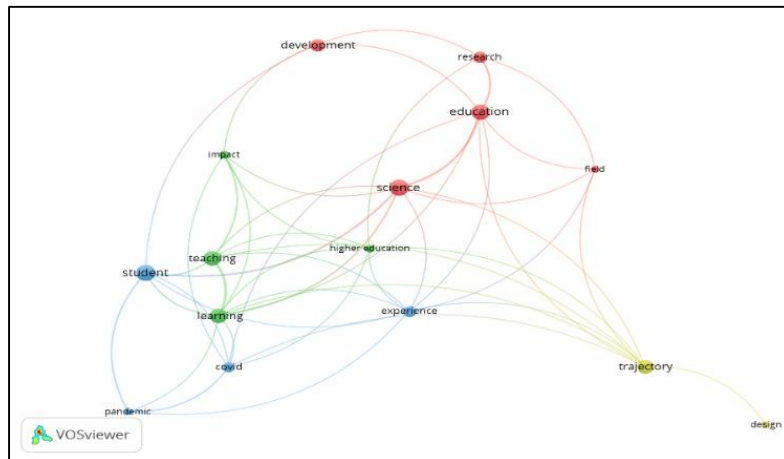 development
research
education
impact
field
science
higher education
teaching
student
experience
learning
covid
trajectory
pandemic
design
VOSviewer